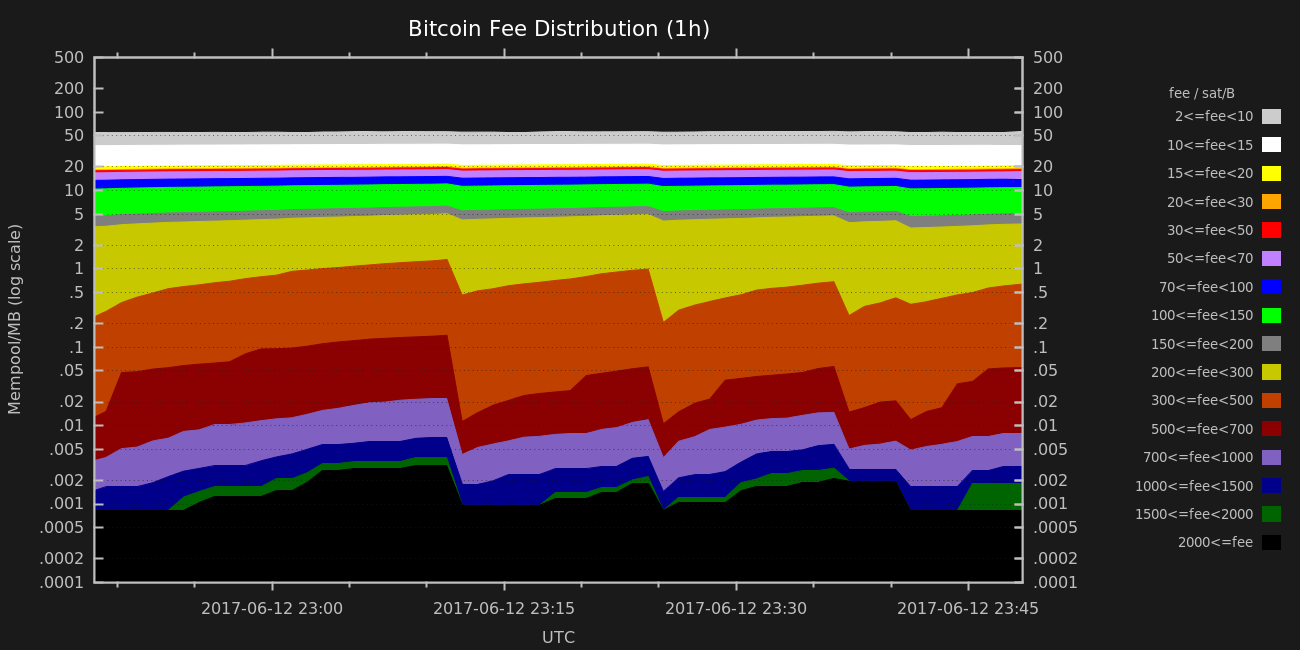 Bitcoin Fee Distribution (1h)
Mempool/MB (log scale)
500
200
100
50
20
10
5
2
1
.5
.2
.1
.05
.02
.01
.005
.002
.001
.0005
.0002
.0001
500
200
100
50
20
10
5
2
1
.5
.2
.1
.05
.02
.01
.005
.002
.001
.0005
.0002
.0001
2017-06-12 23:00 2017-06-12 23:15 2017-06-12 23:30 2017-06-12 23:45
UTC
fee / sat/B
2<=fee<10
10<=fee<15
15<=fee<20
20<=fee<30
30<=fee<50
50<=fee<70
70<=fee<100
100<=fee<150
150<=fee<200
200<=fee<300
300<=fee<500
500<=fee<700
700<=fee<1000
1000<=fee<1500
1500<=fee<2000
2000<=fee